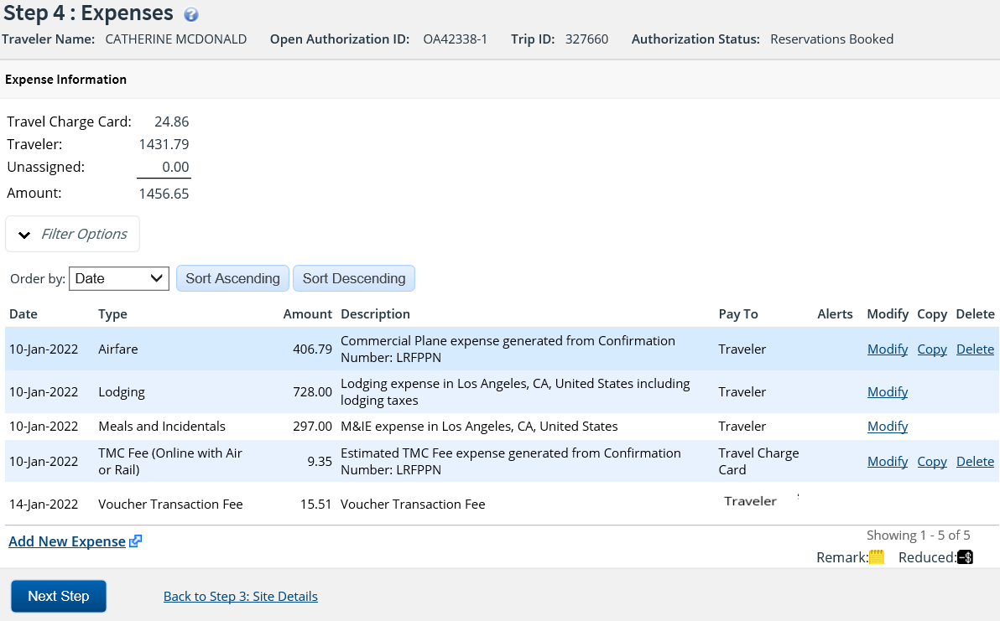 Step 4 : Expenses ?
Traveler Name: CATHERINE MCDONALD Open Authorization ID: OA42338-1 Trip ID: 327660 Authorization Status: Reservations Booked
Expense Information
Travel Charge Card: 24.86
Traveler: 1431.79
Unassigned: 0.00
Amount: 1456.65
Filter Options
Order by: Date Sort Ascending Sort Descending
Date Type Amount Description Pay To Alerts Modify Copy Delete
10-Jan-2022 Airfare 406.79 Commercial Plane expense generated from Confirmation Traveler Modify Copy Delete
Number: LRFPPN
10-Jan-2022 Lodging 728.00 Lodging expense in Los Angeles, CA, United States including Traveler Modify
lodging taxes
10-Jan-2022 Meals and Incidentals 297.00 M&IE expense in Los Angeles, CA, United States Traveler Modify
10-Jan-2022 TMC Fee (Online with Air 9.35 Estimated TMC Fee expense generated from Confirmation Travel Charge Modify Copy Delete
or Rail) Number: LRFPPN Card
14-Jan-2022 Voucher Transaction Fee 15.51 Voucher Transaction Fee Traveler
Add New Expense Showing 1 - 5 of 5
Remark: Reduced: -$
Next Step Back to Step 3: Site Details